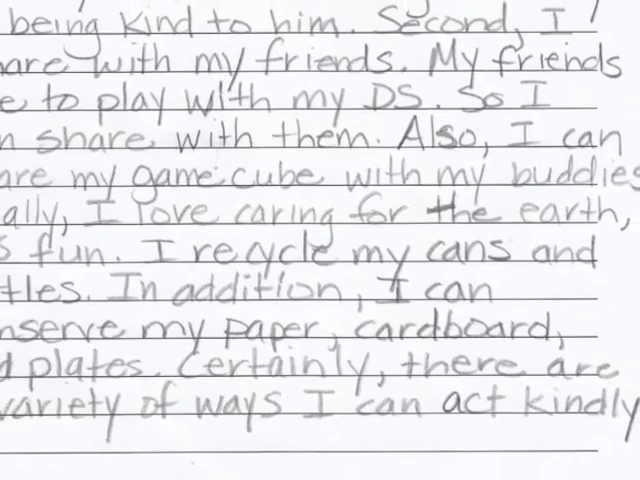 being kind to him. Second, I
are with my friends. My friends
e to play with my DS. So I
n share with them. Also, I can
are my game cube with my buddies
ally, I love caring for the earth,
s fun. I recycle my cans and
tles. In addition, I can
nserve my paper, cardboard,
d plates. Certainly, there are
variety of ways I can act kindly